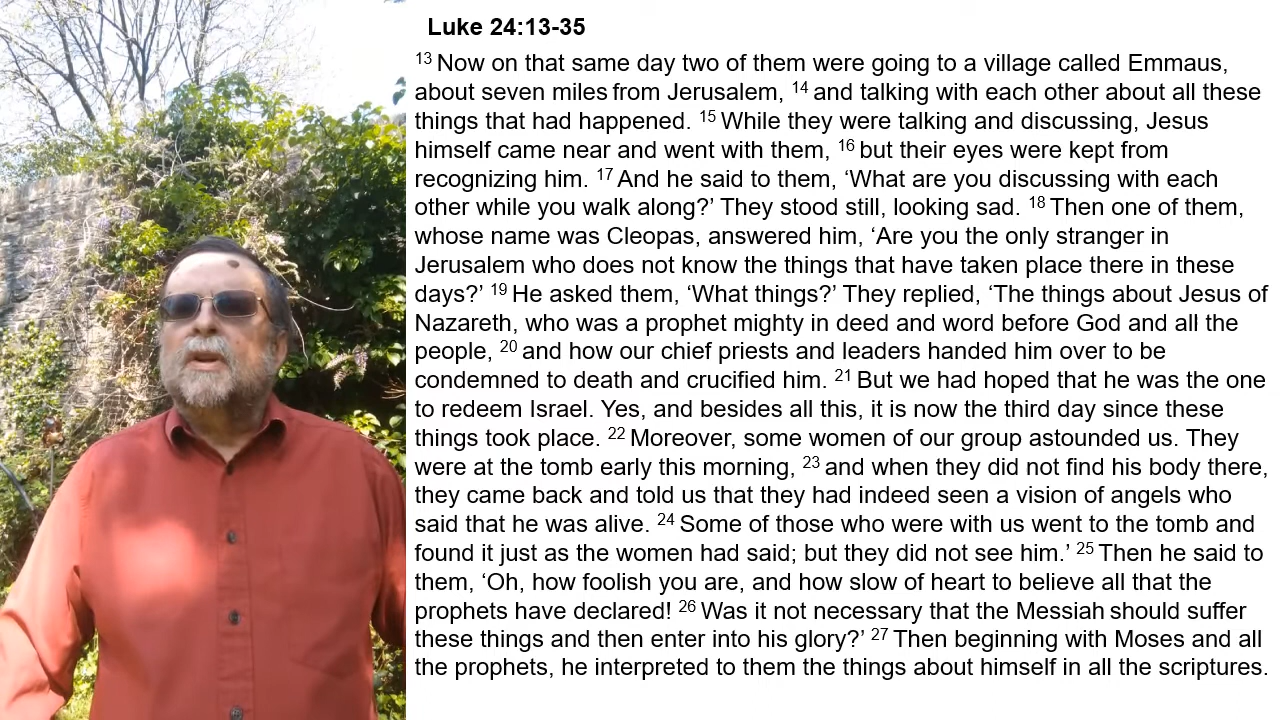 Luke 24:13-35
13 Now on that same day two of them were going to a village called Emmaus,
about seven miles from Jerusalem, 14 and talking with each other about all these
things that had happened. 15 While they were talking and discussing, Jesus
himself came near and went with them, 16 but their eyes were kept from
recognizing him. 17 And he said to them, ‘What are you discussing with each
other while you walk along?’ They stood still, looking sad. 18 Then one of them,
whose name was Cleopas, answered him, ‘Are you the only stranger in
Jerusalem who does not know the things that have taken place there in these
days?’ 19 He asked them, ‘What things?’ They replied, ‘The things about Jesus of
Nazareth, who was a prophet mighty in deed and word before God and all the
people, 20 and how our chief priests and leaders handed him over to be
condemned to death and crucified him. 21 But we had hoped that he was the one
to redeem Israel. Yes, and besides all this, it is now the third day since these
things took place. 22 Moreover, some women of our group astounded us. They
were at the tomb early this morning, 23 and when they did not find his body there,
they came back and told us that they had indeed seen a vision of angels who
said that he was alive. 24 Some of those who were with us went to the tomb and
found it just as the women had said; but they did not see him.’ 25 Then he said to
them, ‘Oh, how foolish you are, and how slow of heart to believe all that the
prophets have declared! 26 Was it not necessary that the Messiah should suffer
these things and then enter into his glory?’ 27 Then beginning with Moses and all
the prophets, he interpreted to them the things about himself in all the scriptures.